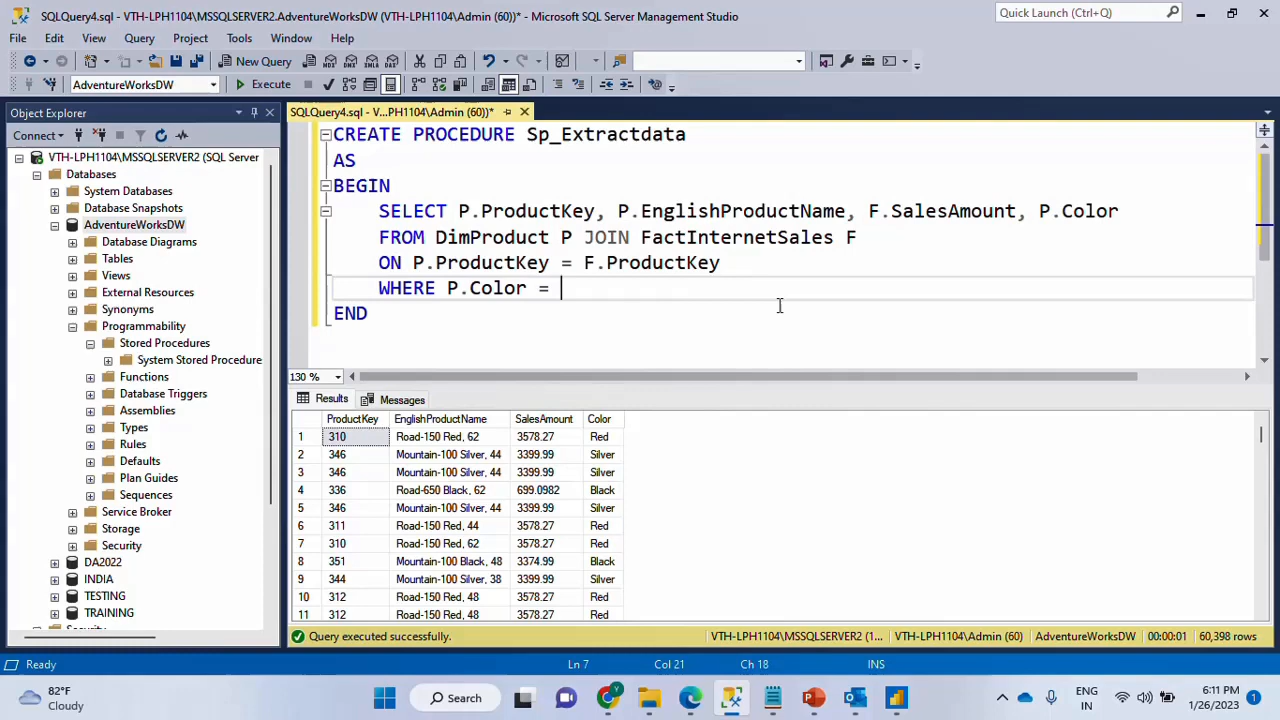 SQLQuery4.sql - VTH-LPH1104\MSSQLSERVER2.AdventureWorksDW (VTH-LPH1104\Admin (60))* - Microsoft SQL Server Management Studio
Quick Launch (Ctrl+Q)
File Edit View Query Project Tools Window Help
New Query
AdventureWorksDW Execute
Object Explorer
Connect
VTH-LPH1104\MSSQLSERVER2 (SQL Server
Databases
System Databases
Database Snapshots
AdventureWorksDW
Database Diagrams
Tables
Views
External Resources
Synonyms
Programmability
Stored Procedures
System Stored Procedure
Functions
Database Triggers
Assemblies
Types
Rules
Defaults
Plan Guides
Sequences
Service Broker
Storage
Security
DA2022
INDIA
TESTING
TRAINING
Security
SQLQuery4.sql - V...PH1104\Admin (60))*
CREATE PROCEDURE Sp_Extractdata
AS
BEGIN
SELECT P.ProductKey, P.EnglishProductName, F.SalesAmount, P.Color
FROM DimProduct P JOIN FactInternetSales F
ON P.ProductKey = F.ProductKey
WHERE P.Color =
END
130 %
Results Messages
ProductKey EnglishProductName SalesAmount Color
1 310 Road-150 Red, 62 3578.27 Red
2 346 Mountain-100 Silver, 44 3399.99 Silver
3 346 Mountain-100 Silver, 44 3399.99 Silver
4 336 Road-650 Black, 62 699.0982 Black
5 346 Mountain-100 Silver, 44 3399.99 Silver
6 311 Road-150 Red, 44 3578.27 Red
7 310 Road-150 Red, 62 3578.27 Red
8 351 Mountain-100 Black, 48 3374.99 Black
9 344 Mountain-100 Silver, 38 3399.99 Silver
10 312 Road-150 Red, 48 3578.27 Red
11 312 Road-150 Red, 48 3578.27 Red
Query executed successfully. VTH-LPH1104\MSSQLSERVER2 (1... VTH-LPH1104\Admin (60) AdventureWorksDW 00:00:01 60,398 rows
Ready Ln 7 Col 21 Ch 18 INS
82°F
Cloudy
Search
ENG
IN
6:11 PM
1/26/2023
1